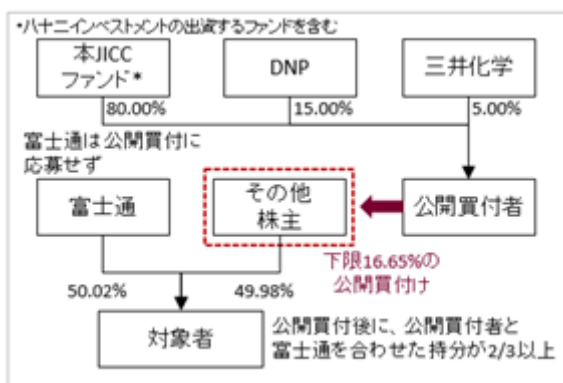 *八十二インベストメントの出資するファンドを含む
本JICC
ファンド*
DNP
三井化学
80.00%
15.00%
5.00%
富士通は公開買付に
応募せず
富士通
その他
株主
公開買付者
下限16.65%の
公開買付け
50.02%
49.98%
対象者
公開買付後に、公開買付者と
富士通を合わせた持分が2/3以上